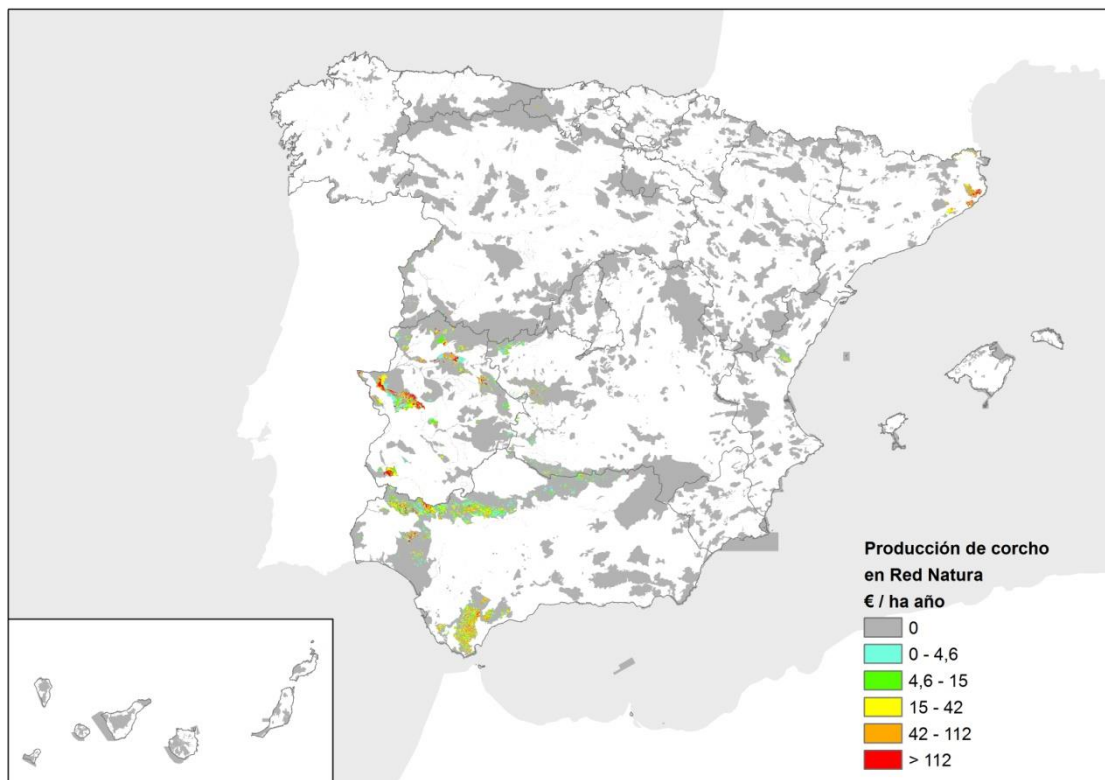 Producción de corcho
en Red Natura
€ / ha año
0
0 - 4,6
4,6 - 15
15 - 42
42 - 112
> 112